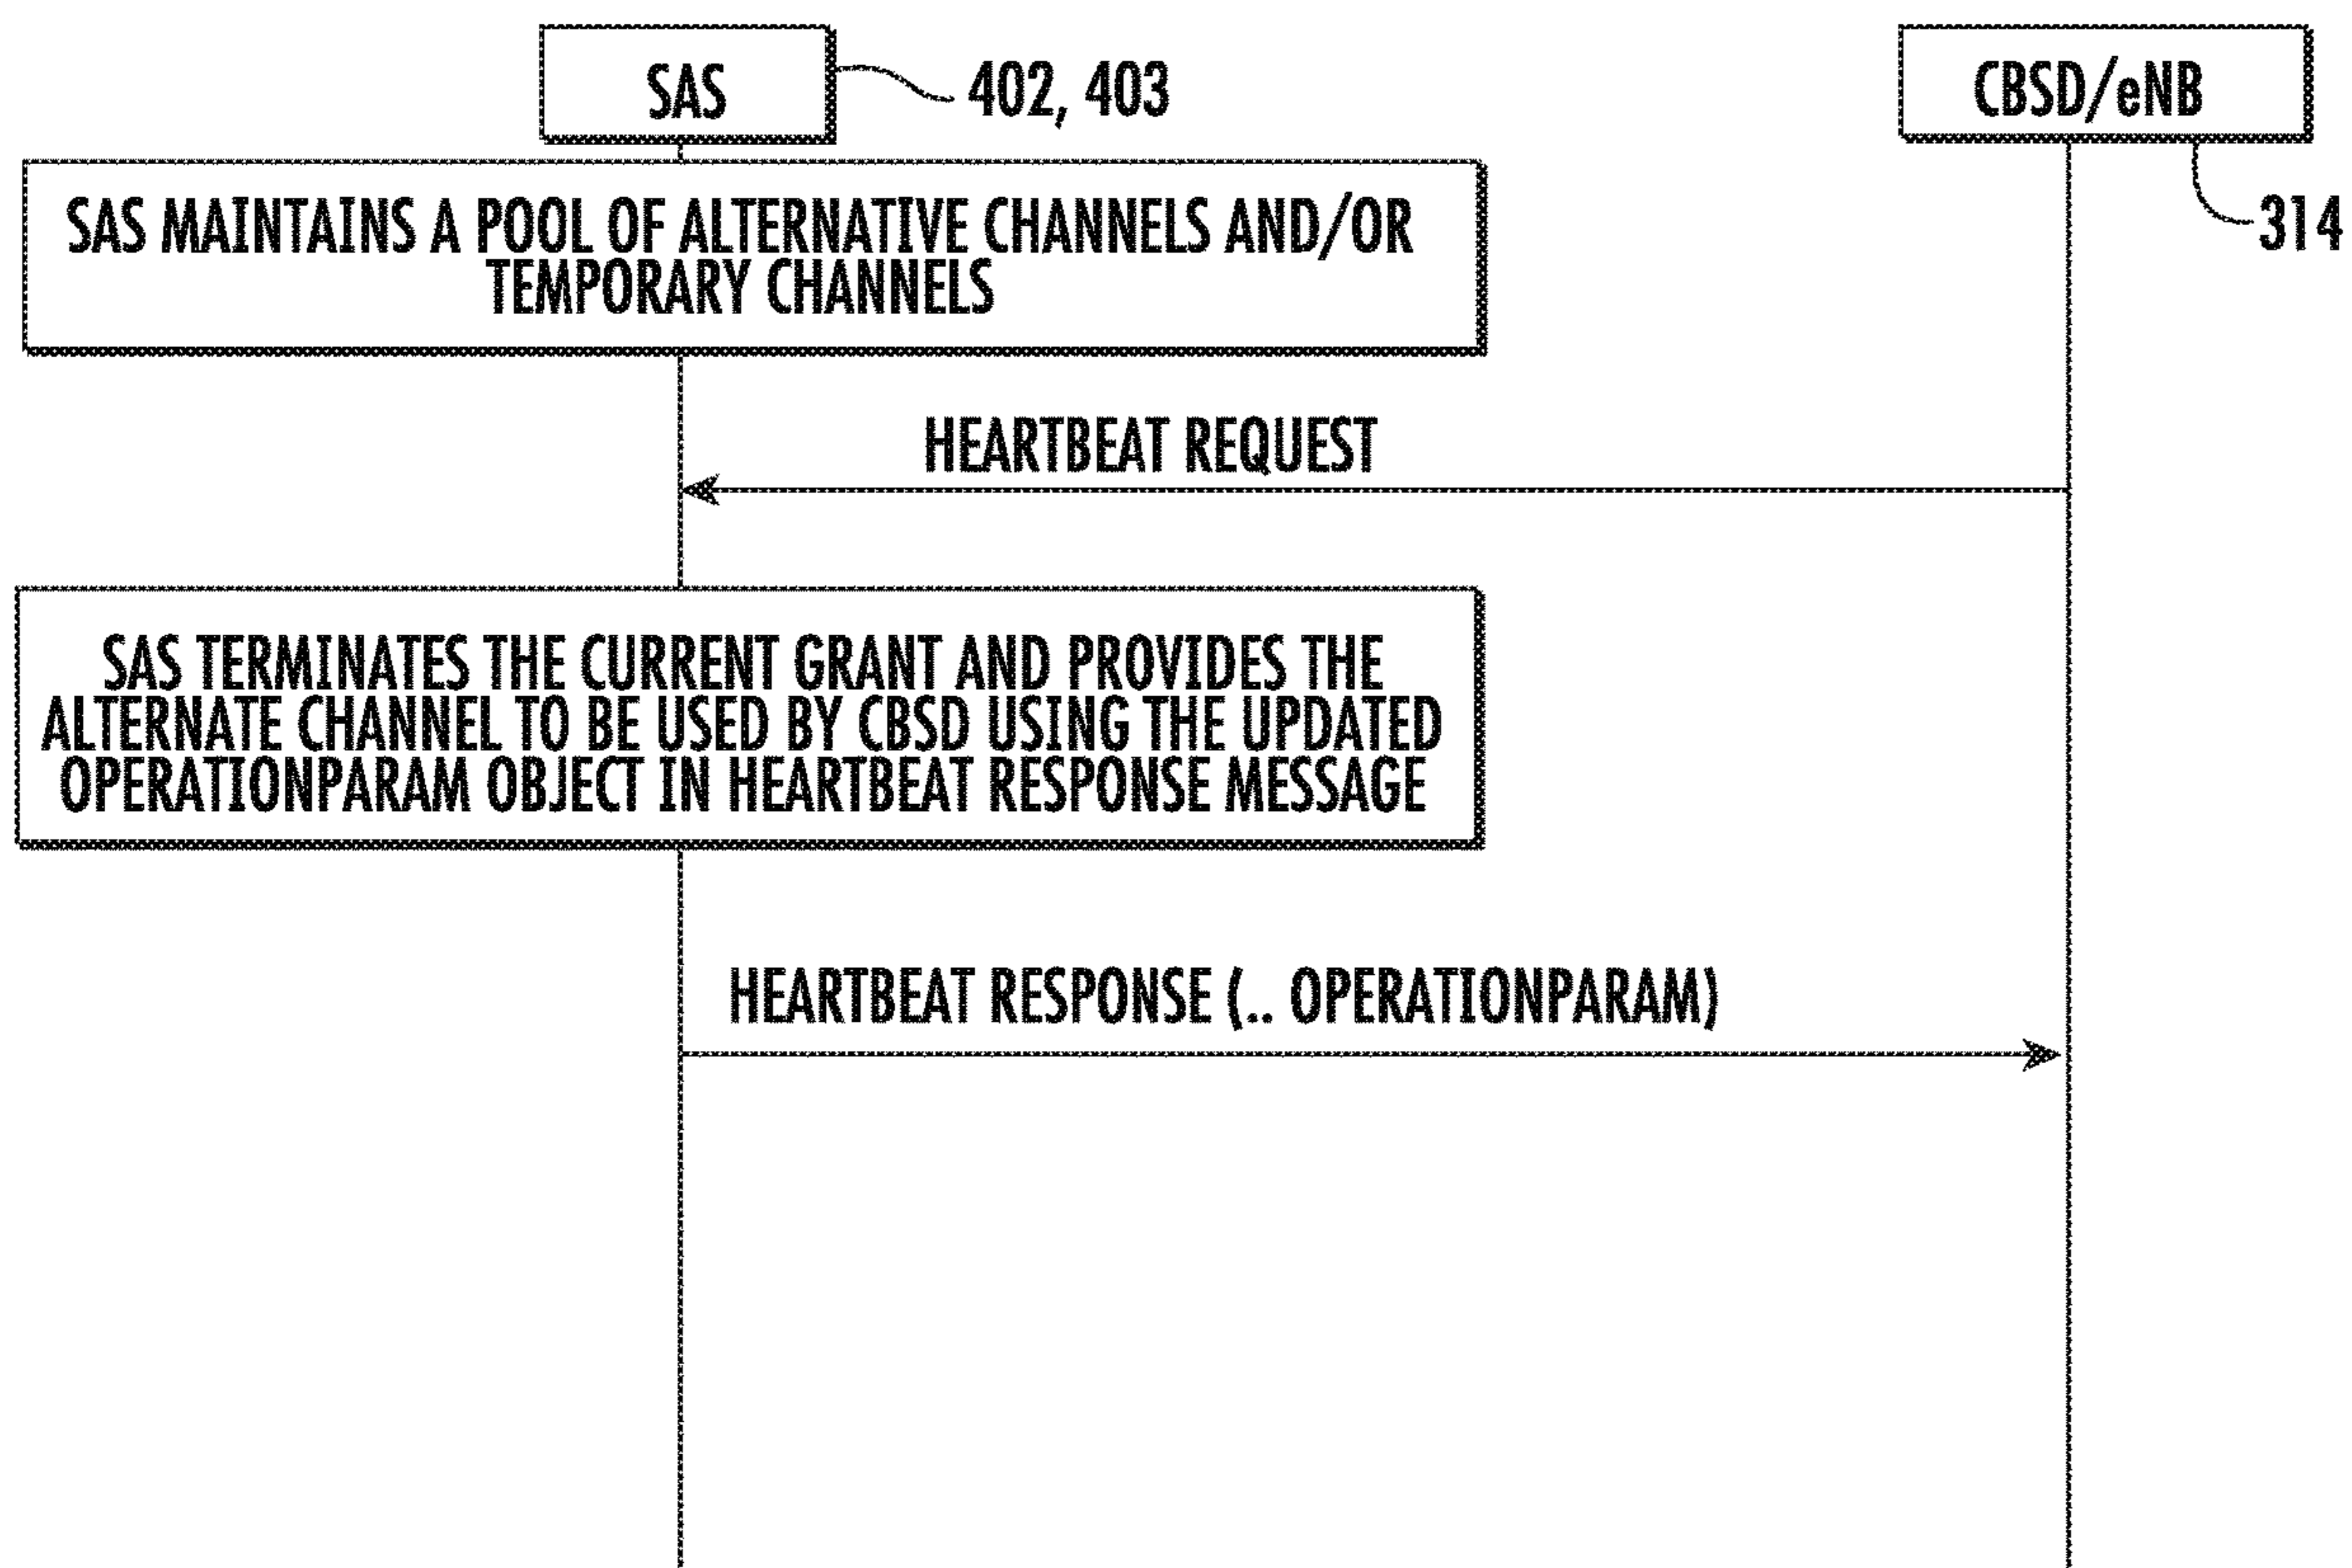 SAS
402, 403
CBSD/eNB
314
SAS MAINTAINS A POOL OF ALTERNATIVE CHANNELS AND/OR
TEMPORARY CHANNELS
HEARTBEAT REQUEST
SAS TERMINATES THE CURRENT GRANT AND PROVIDES THE
ALTERNATE CHANNEL TO BE USED BY CBSD USING THE UPDATED
OPERATIONPARAM OBJECT IN HEARTBEAT RESPONSE MESSAGE
HEARTBEAT RESPONSE (.. OPERATIONPARAM)